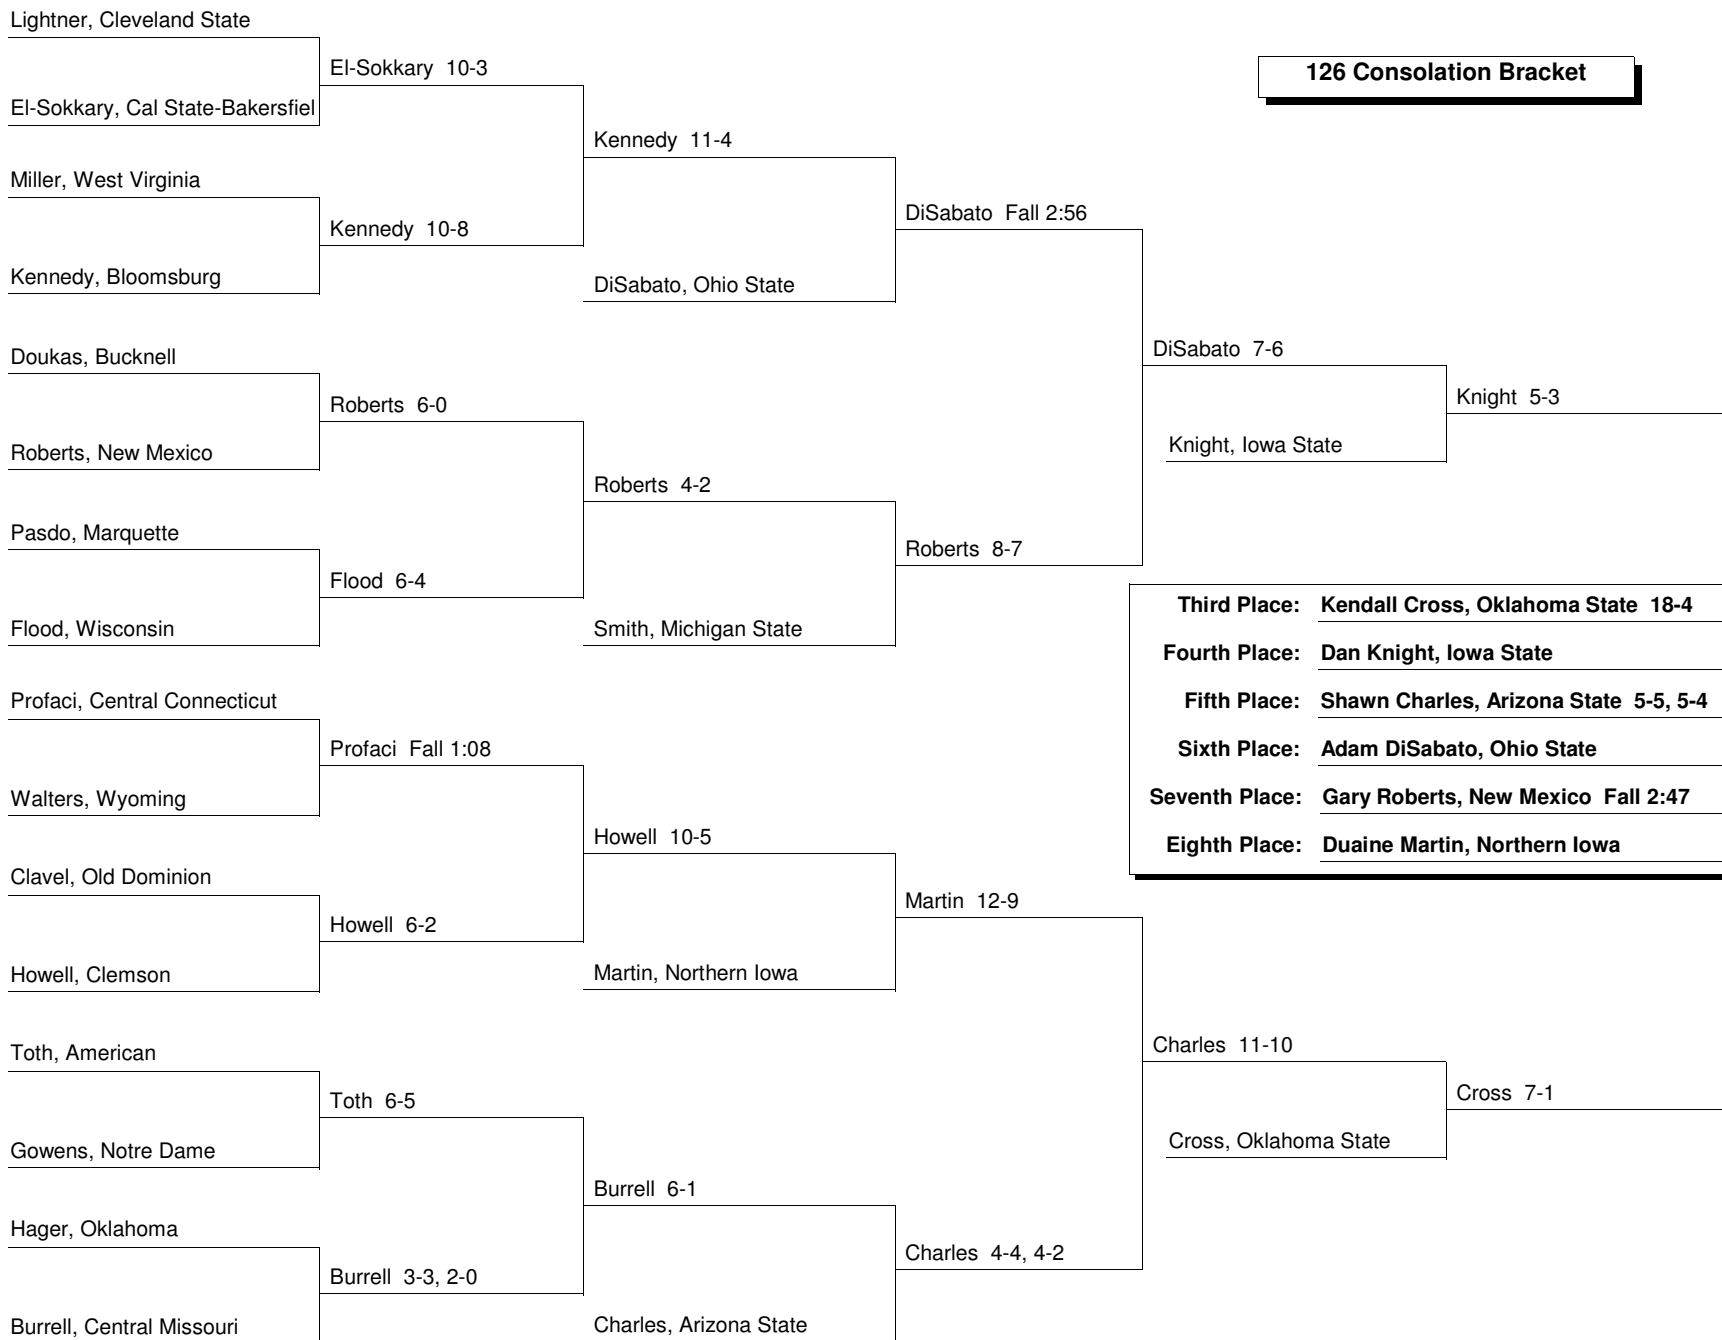 Lightner, Cleveland State
El-Sokkary 10-3
126 Consolation Bracket
El-Sokkary, Cal State-Bakersfiel
Kennedy 11-4
Miller, West Virginia
DiSabato Fall 2:56
Kennedy 10-8
Kennedy, Bloomsburg
DiSabato, Ohio State
DiSabato 7-6
Doukas, Bucknell
Knight 5-3
Roberts 6-0
Knight, Iowa State
Roberts, New Mexico
Roberts 4-2
Pasdo, Marquette
Roberts 8-7
Flood 6-4
Third Place: Kendall Cross, Oklahoma State 18-4
Flood, Wisconsin
Smith, Michigan State
Fourth Place: Dan Knight, Iowa State
Profaci, Central Connecticut
Fifth Place: Shawn Charles, Arizona State 5-5, 5-4
Profaci Fall 1:08
Sixth Place: Adam DiSabato, Ohio State
Walters, Wyoming
Seventh Place: Gary Roberts, New Mexico Fall 2:47
Howell 10-5
Eighth Place: Duaine Martin, Northern Iowa
Clavel, Old Dominion
Martin 12-9
Howell 6-2
Howell, Clemson
Martin, Northern Iowa
Toth, American
Charles 11-10
Toth 6-5
Cross 7-1
Gowens, Notre Dame
Cross, Oklahoma State
Burrell 6-1
Hager, Oklahoma
Charles 4-4, 4-2
Burrell 3-3, 2-0
Burrell, Central Missouri
Charles, Arizona State